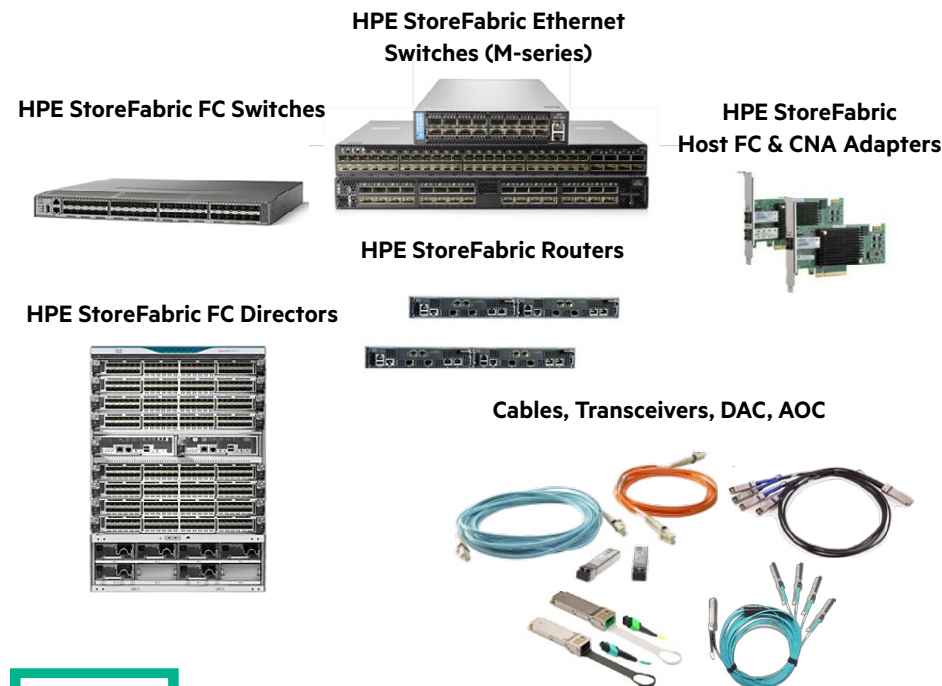 HPE StoreFabric Ethernet
Switches (M-series)
HPE StoreFabric FC Switches
HPE StoreFabric
Host FC & CNA Adapters
HPE StoreFabric Routers
HPE StoreFabric FC Directors
Cables, Transceivers, DAC, AOC